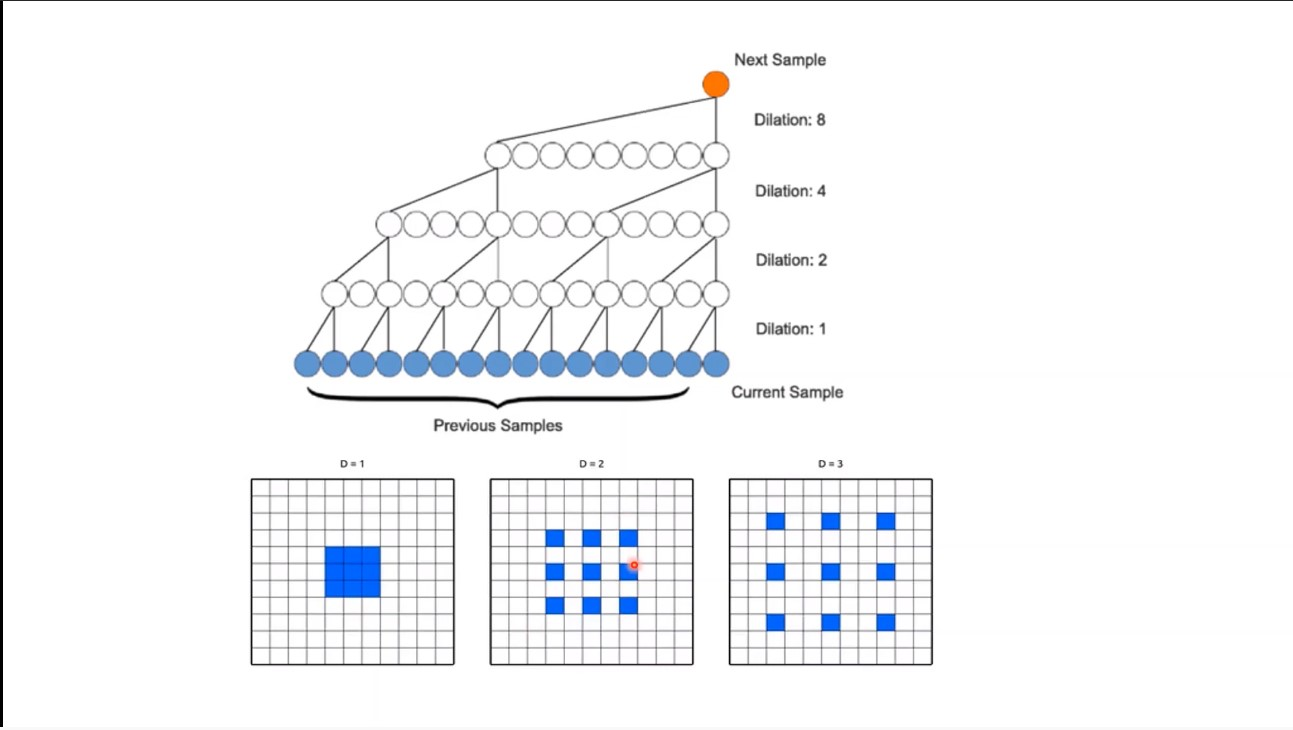 Next Sample
Dilation: 8
Dilation: 4
Dilation: 2
Dilation: 1
Current Sample
Previous Samples
D = 1
D = 2
D = 3